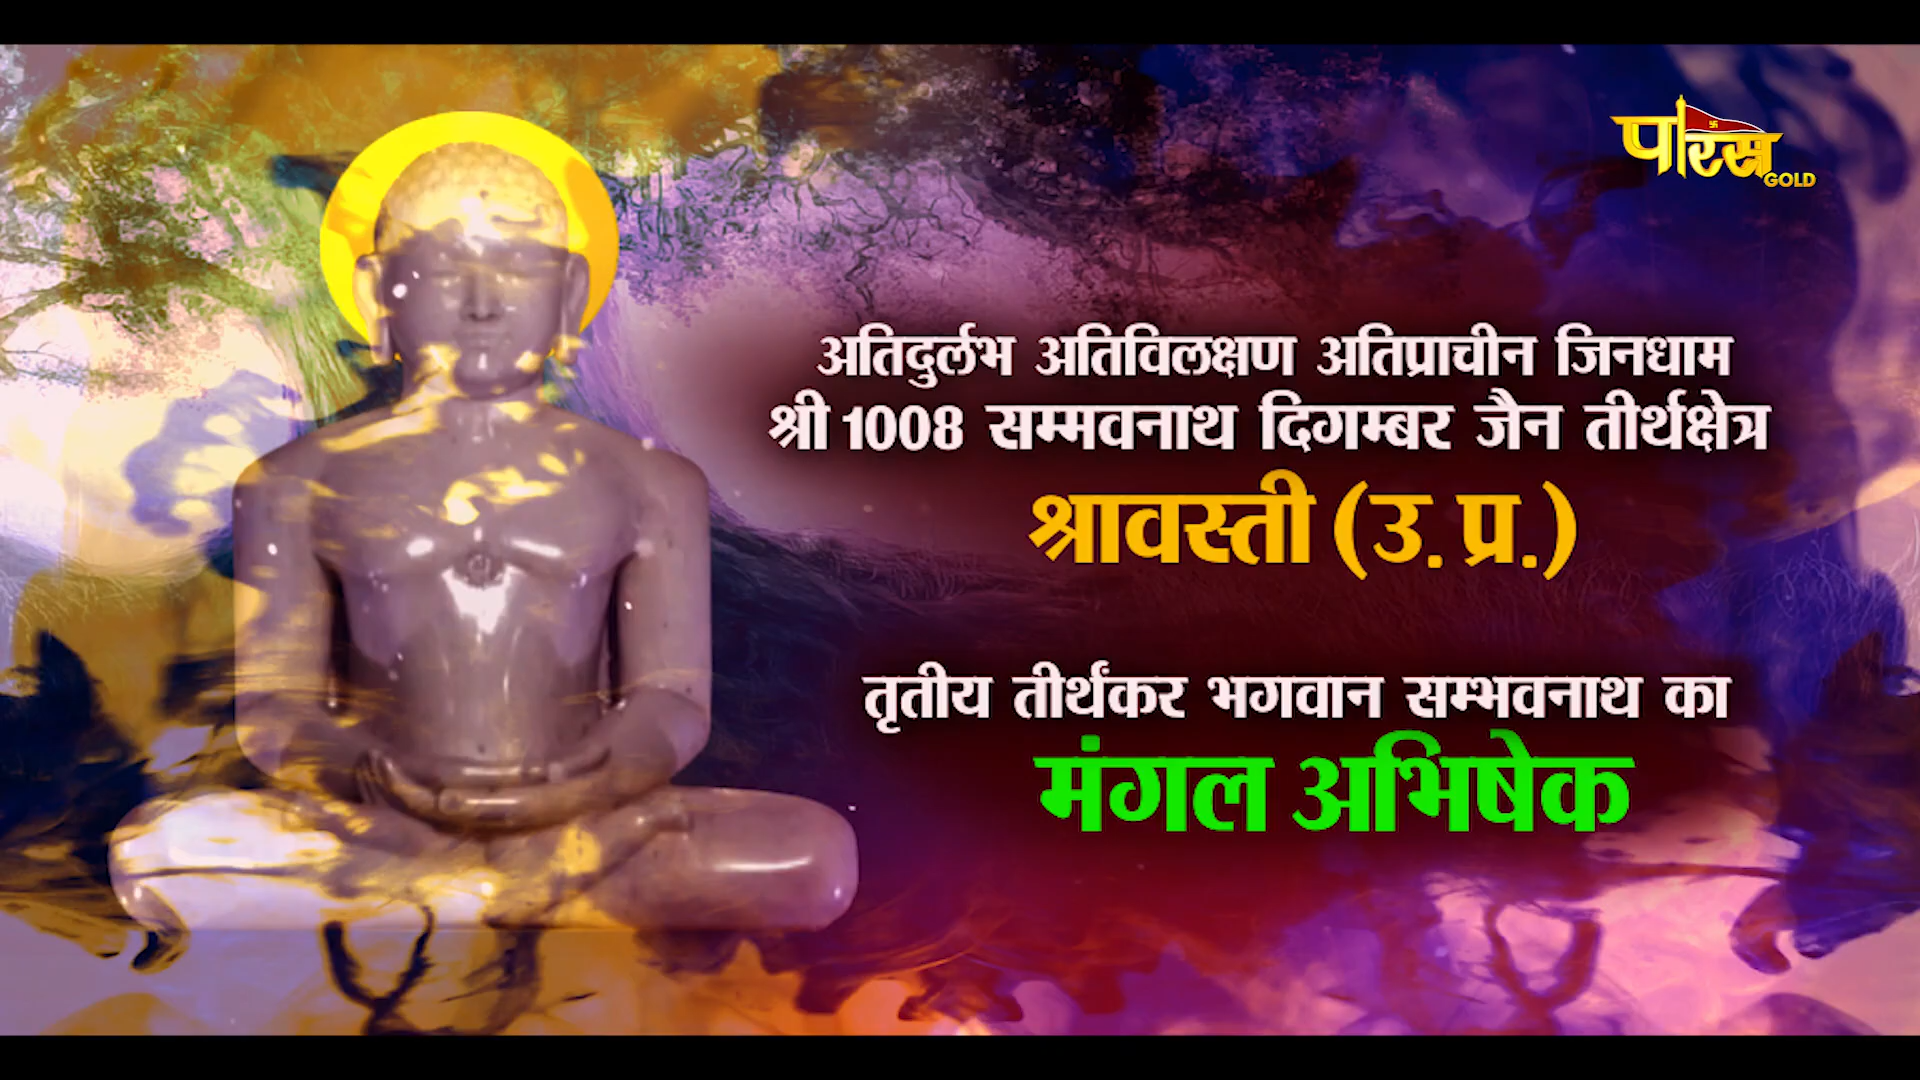 पारस
GOLD
अतिदुर्लभ अतिविलक्षण अतिप्राचीन जिनधाम
श्री 1008 सम्मवनाथ दिगम्बर जैन तीर्थक्षेत्र
श्रावस्ती (उ. प्र.)
तृतीय तीर्थंकर भगवान सम्भवनाथ का
मंगल अभिषेक